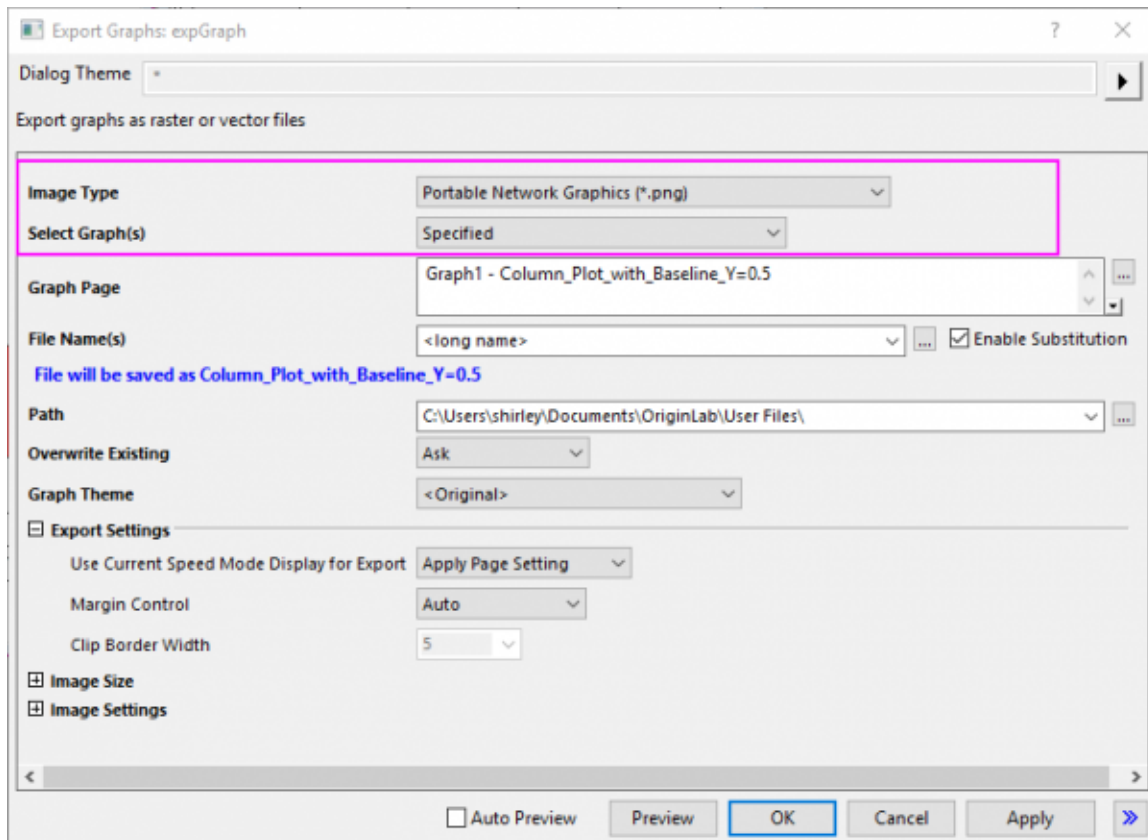 Export Graphs: expGraph
Dialog Theme *
Export graphs as raster or vector files
Image Type Portable Network Graphics (*.png)
Select Graph(s) Specified
Graph Page Graph1 - Column_Plot_with_Baseline_Y=0.5 ...
File Name(s) <long name> ... Enable Substitution
File will be saved as Column_Plot_with_Baseline_Y=0.5
Path C:\Users\shirley\Documents\OriginLab\User Files\ ...
Overwrite Existing Ask
Graph Theme <Original>
Export Settings
Use Current Speed Mode Display for Export Apply Page Setting
Margin Control Auto
Clip Border Width 5
Image Size
Image Settings
Auto Preview Preview OK Cancel Apply